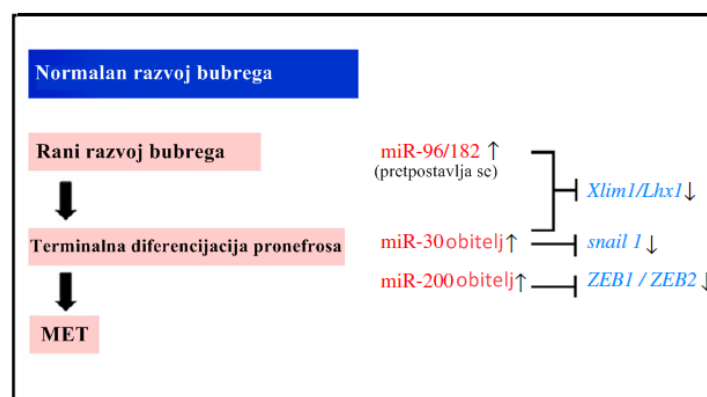 Normalan razvoj bubrega
Rani razvoj bubrega
miR-96/182 ↑
(pretpostavlja se)
Xlim1/Lhx1↓
Terminalna diferencijacija pronefrosa
miR-30 obitelj↑
snail 1 ↓
miR-200 obitelj↑
ZEB1 / ZEB2 ↓
MET